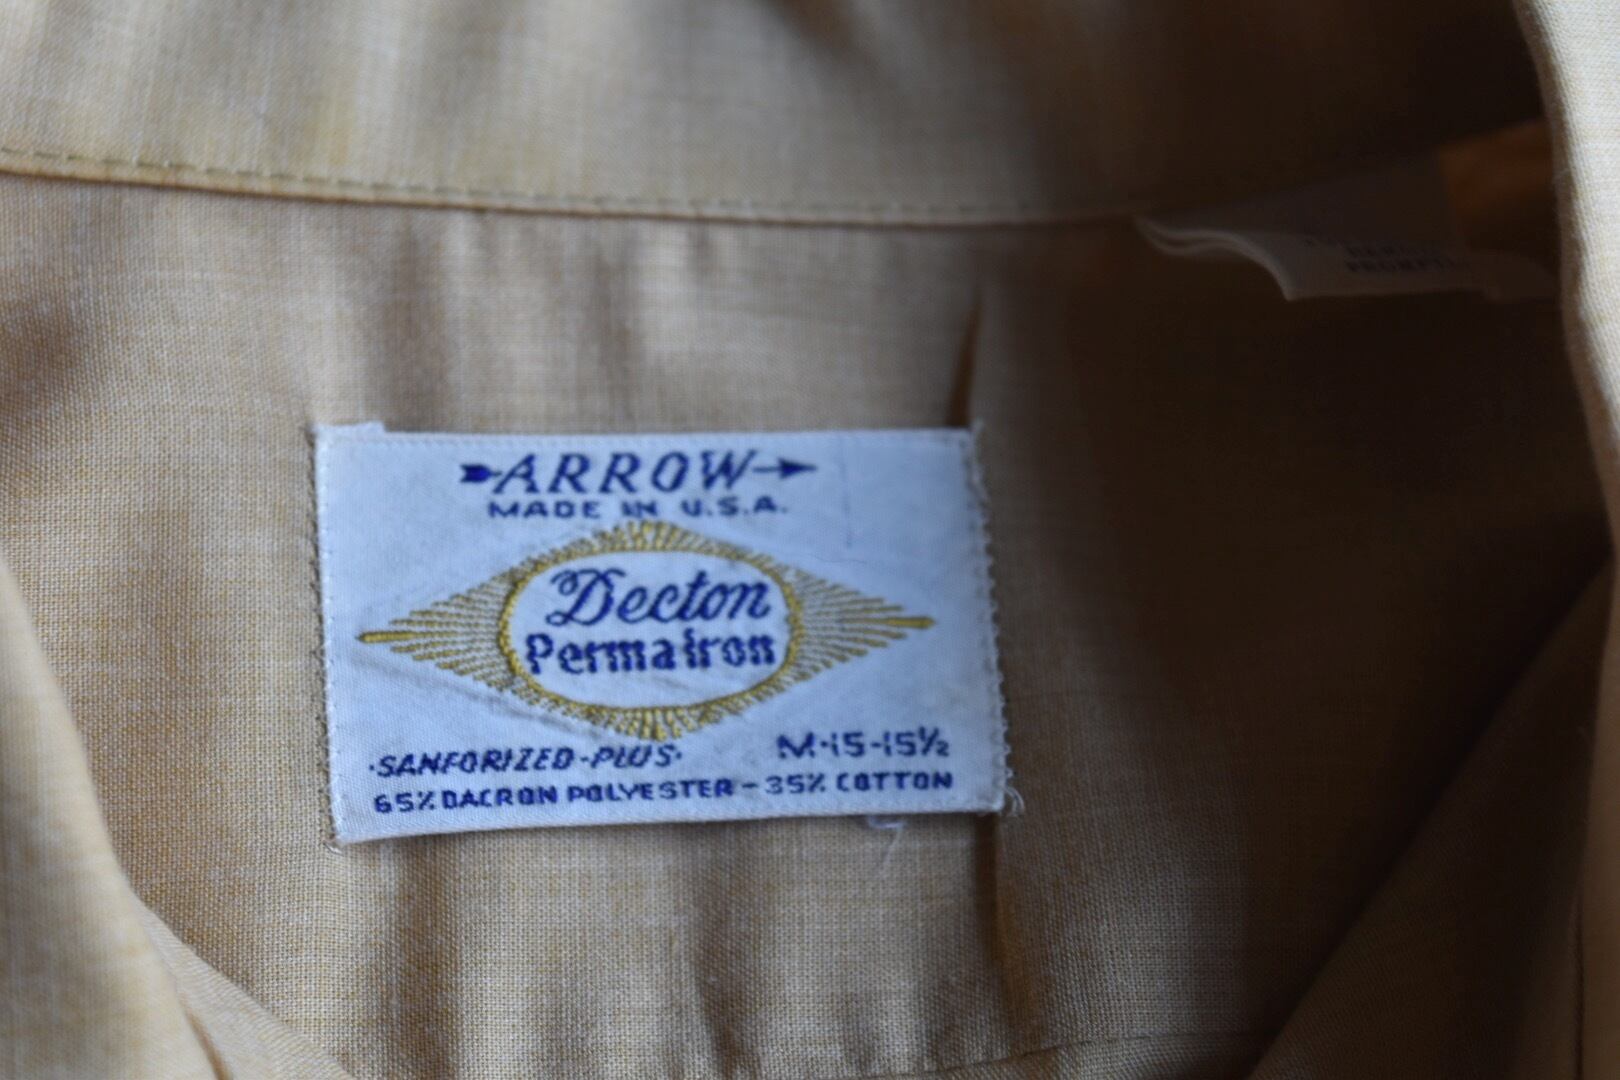 ARROW
MADE IN U.S.A.
Decton
Permairon
·SANFORIZED-PLUS·
M·15-15½
65% DACRON POLYESTER – 35% COTTON